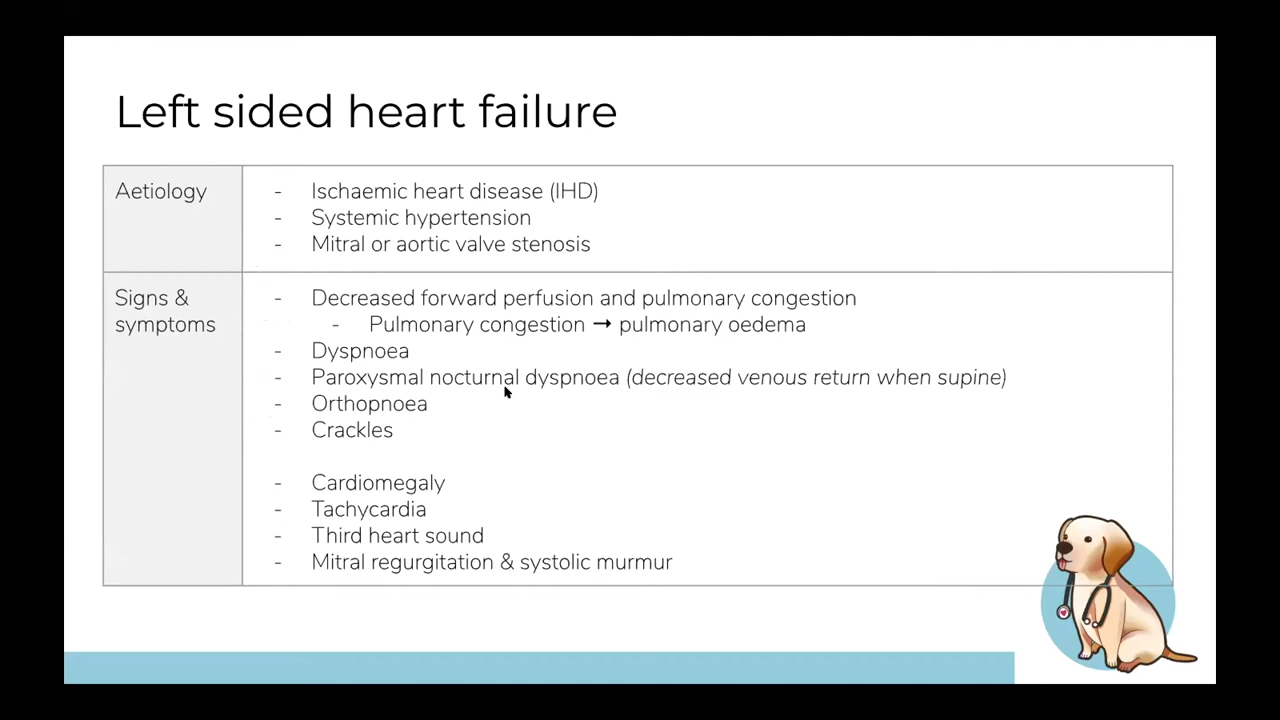 Left sided heart failure
Aetiology
- Ischaemic heart disease (IHD)
- Systemic hypertension
- Mitral or aortic valve stenosis
Signs &
symptoms
- Decreased forward perfusion and pulmonary congestion
- Pulmonary congestion → pulmonary oedema
- Dyspnoea
- Paroxysmal nocturnal dyspnoea (decreased venous return when supine)
- Orthopnoea
- Crackles
- Cardiomegaly
- Tachycardia
- Third heart sound
- Mitral regurgitation & systolic murmur